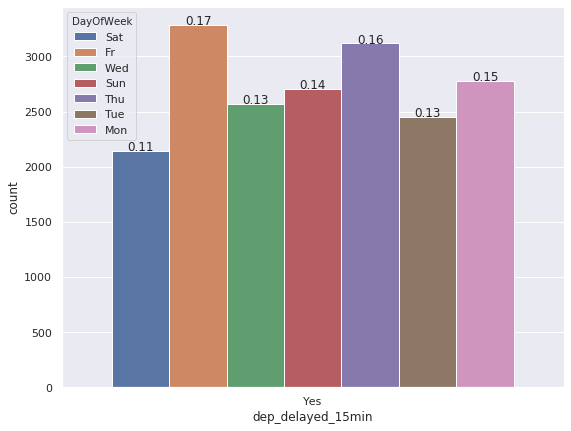 DayOfWeek
Sat
Fr
Wed
Sun
Thu
Tue
Mon
0.11
0.17
0.13
0.14
0.16
0.13
0.15
3000
2500
2000
1500
1000
500
0
count
Yes
dep_delayed_15min